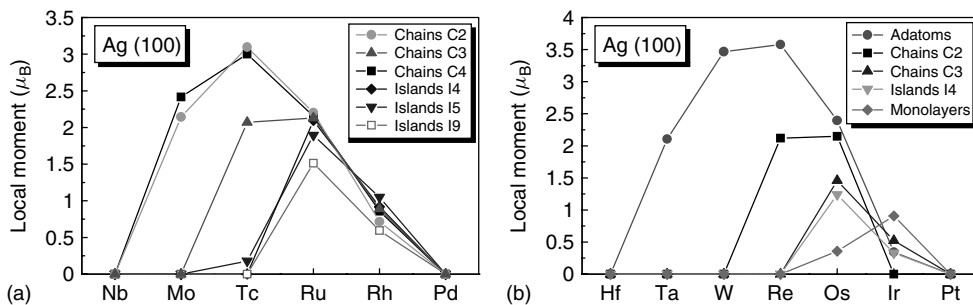 3.5
3
2.5
2
1.5
1
0.5
0
Local moment (μB)
Ag (100)
Chains C2
Chains C3
Chains C4
Islands I4
Islands I5
Islands I9
Nb Mo Tc Ru Rh Pd
(a)
4
3.5
3
2.5
2
1.5
1
0.5
0
Local moment (μB)
Ag (100)
Adatoms
Chains C2
Chains C3
Islands I4
Monolayers
Hf Ta W Re Os Ir Pt
(b)